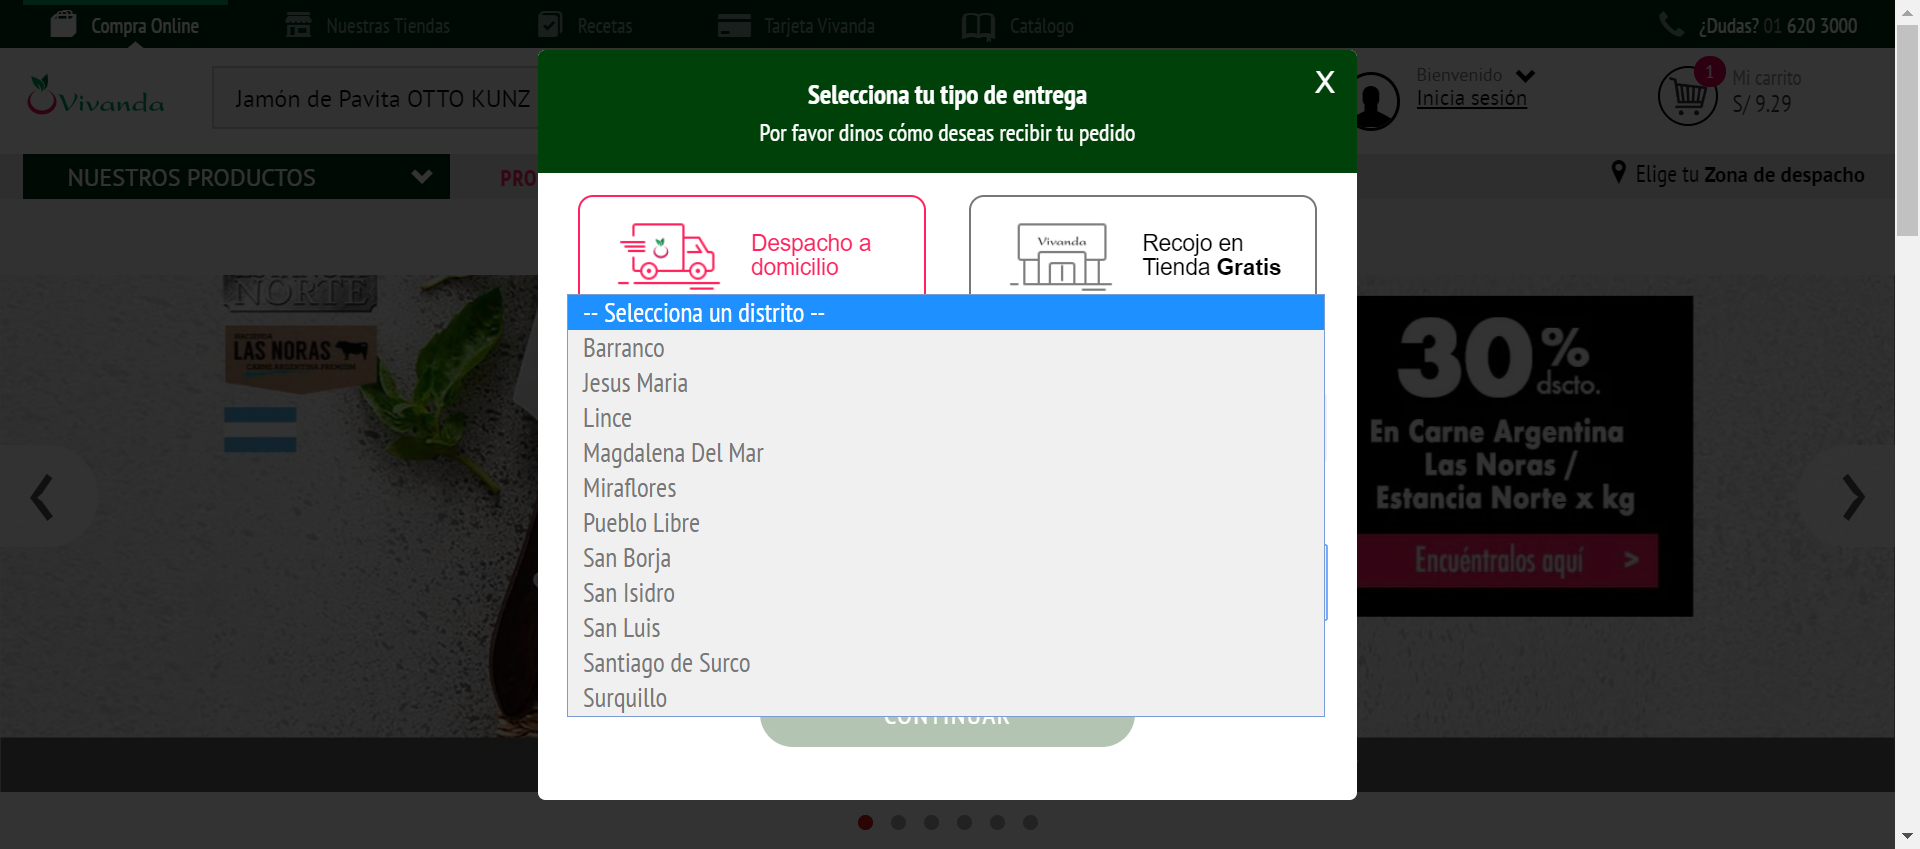 Compra Online
Nuestras Tiendas
Recetas
Tarjeta Vivanda
Catálogo
¿Dudas? 01 620 3000
Vivanda
Jamón de Pavita OTTO KUNZ
Bienvenido
Inicia sesión
1
Mi carrito
S/ 9.29
NUESTROS PRODUCTOS
PRO
Elige tu Zona de despacho
Selecciona tu tipo de entrega
X
Por favor dinos cómo deseas recibir tu pedido
Despacho a
domicilio
Vivanda
Recojo en
Tienda Gratis
-- Selecciona un distrito --
Barranco
Jesus Maria
Lince
Magdalena Del Mar
Miraflores
Pueblo Libre
San Borja
San Isidro
San Luis
Santiago de Surco
Surquillo
CONTINUAR
NORTE
HACIENDA
LAS NORAS
CARNE ARGENTINA PREMIUM
30%
dscto.
En Carne Argentina
Las Noras /
Estancia Norte x kg
Encuéntralos aquí >